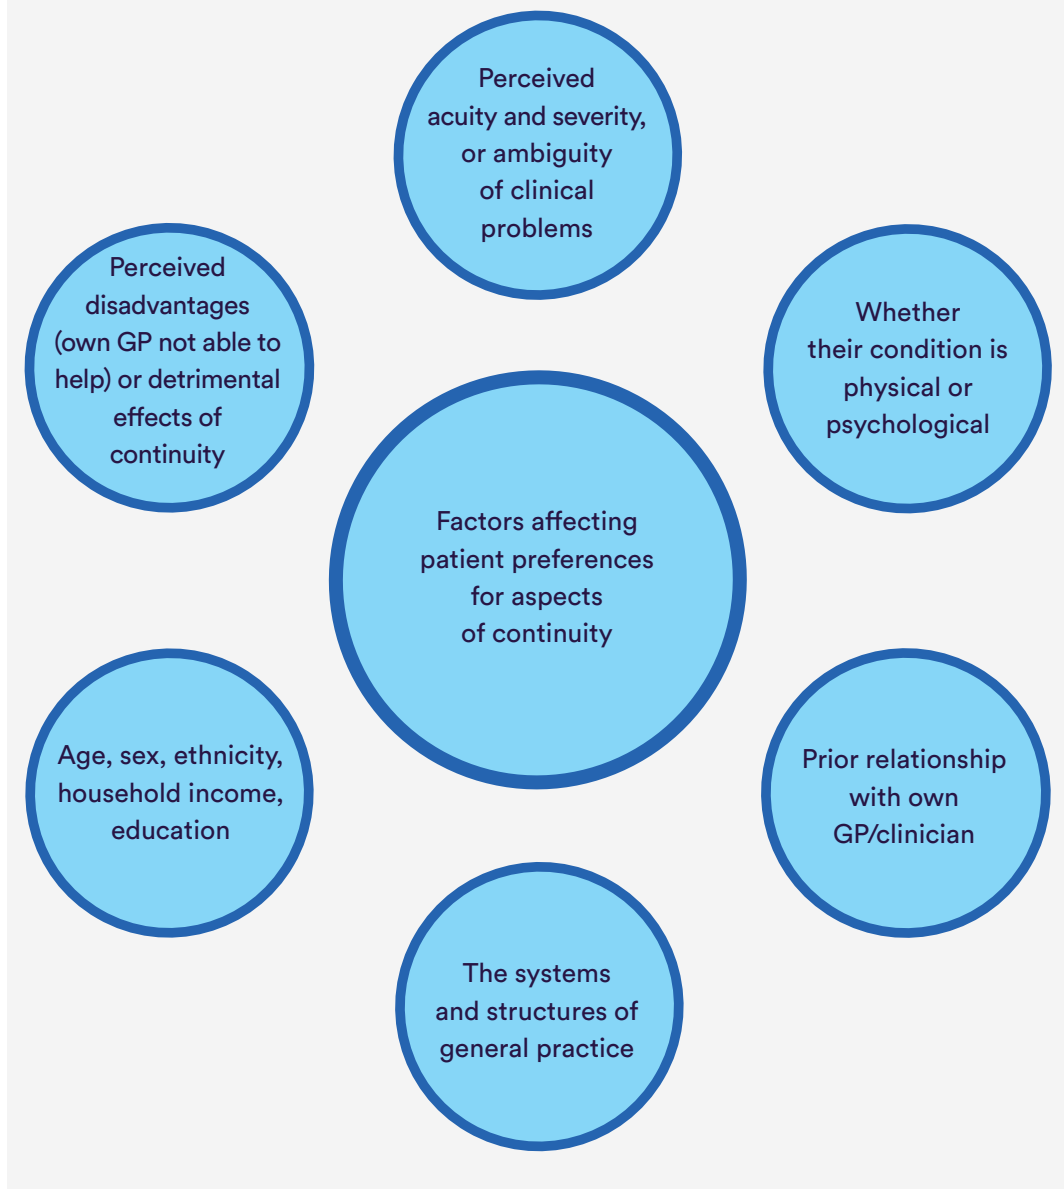 Perceived
acuity and severity,
or ambiguity
of clinical
problems
Perceived
disadvantages
(own GP not able to
help) or detrimental
effects of
continuity
Whether
their condition is
physical or
psychological
Factors affecting
patient preferences
for aspects
of continuity
Age, sex, ethnicity,
household income,
education
Prior relationship
with own
GP/clinician
The systems
and structures of
general practice